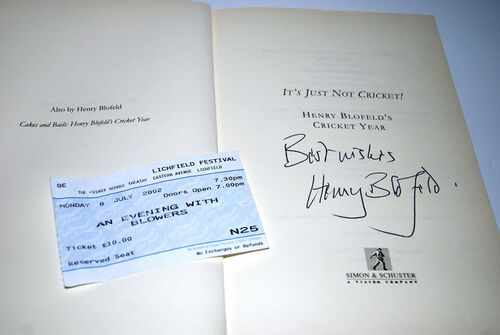 Also by Henry Blofeld
Cakes and Bails: Henry Blofeld's Cricket Year
LICHFIELD FESTIVAL
8E THE FRIARY SCHOOL THEATRE EASTERN AVENUE LICHFIELD
7.30pm
MONDAY 8 JULY 2002 Doors Open 7.00pm
AN EVENING WITH
BLOWERS
Ticket £10.00
N25
Reserved Seat
No Exchanges or Refunds
IT'S JUST NOT CRICKET!
HENRY BLOFELD'S
CRICKET YEAR
Best wishes
Henry Blofeld.
SIMON & SCHUSTER
A VIACOM COMPANY